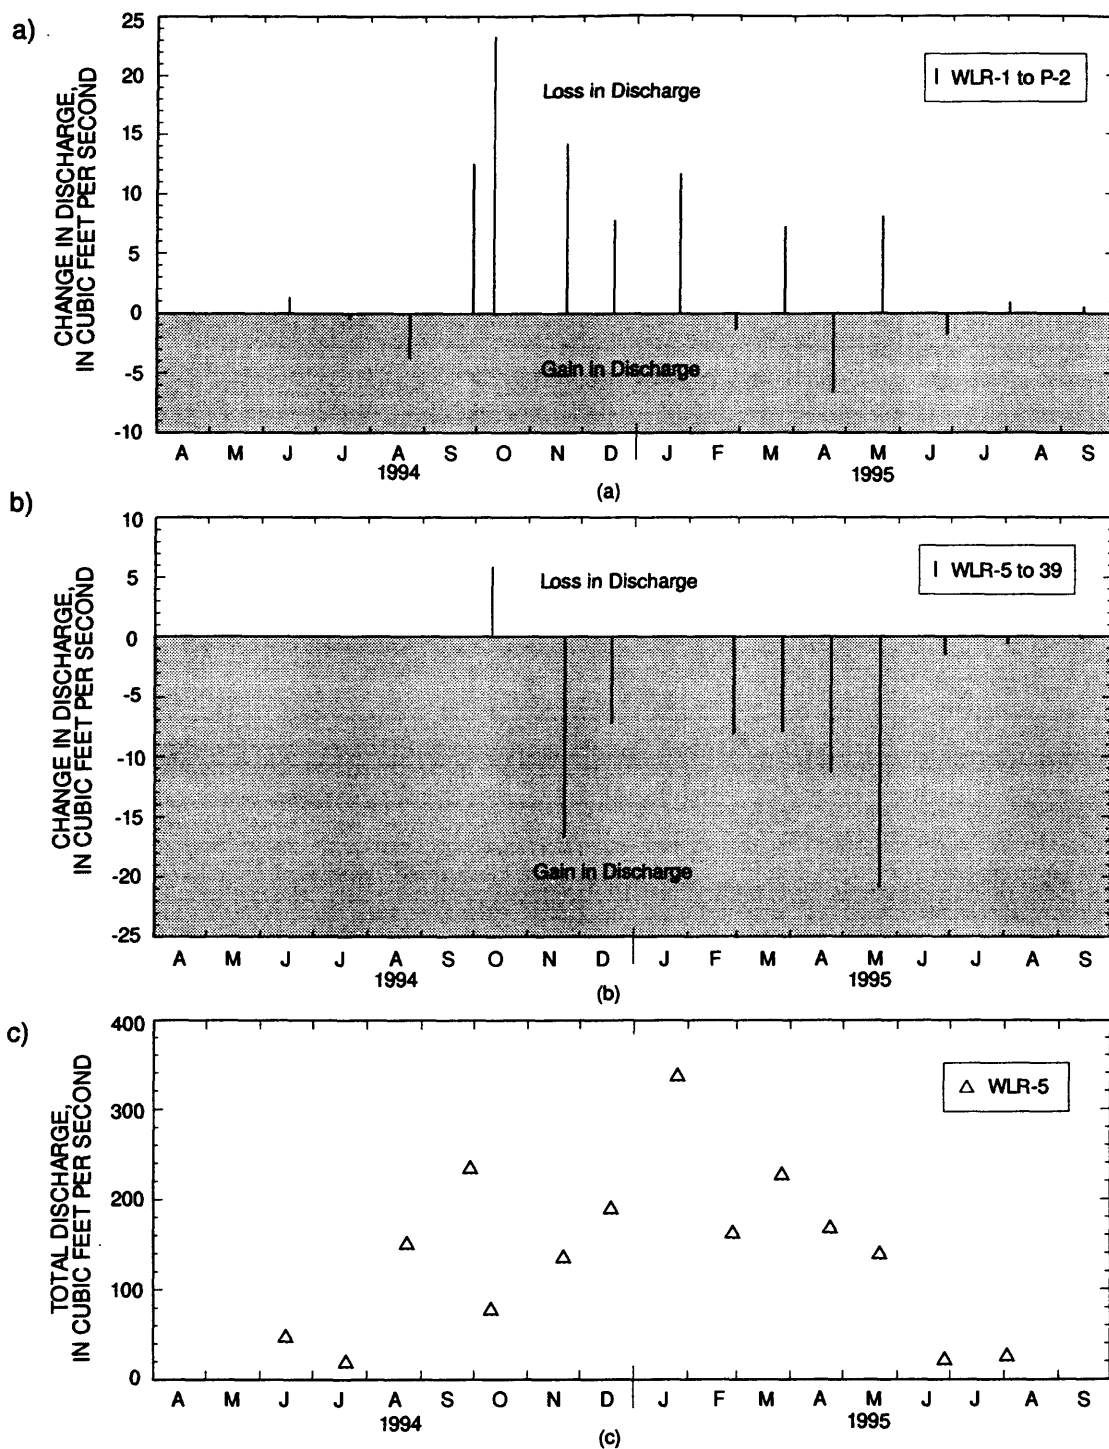 a)
CHANGE IN DISCHARGE,
IN CUBIC FEET PER SECOND
25
20
15
10
5
0
-5
-10
Loss in Discharge
WLR-1 to P-2
Gain in Discharge
A M J J A S O N D J F M A M J J A S
1994 1995
(a)
b)
CHANGE IN DISCHARGE,
IN CUBIC FEET PER SECOND
10
5
0
-5
-10
-15
-20
-25
Loss in Discharge
WLR-5 to 39
Gain in Discharge
A M J J A S O N D J F M A M J J A S
1994 1995
(b)
c)
TOTAL DISCHARGE,
IN CUBIC FEET PER SECOND
400
300
200
100
0
WLR-5
A M J J A S O N D J F M A M J J A S
1994 1995
(c)